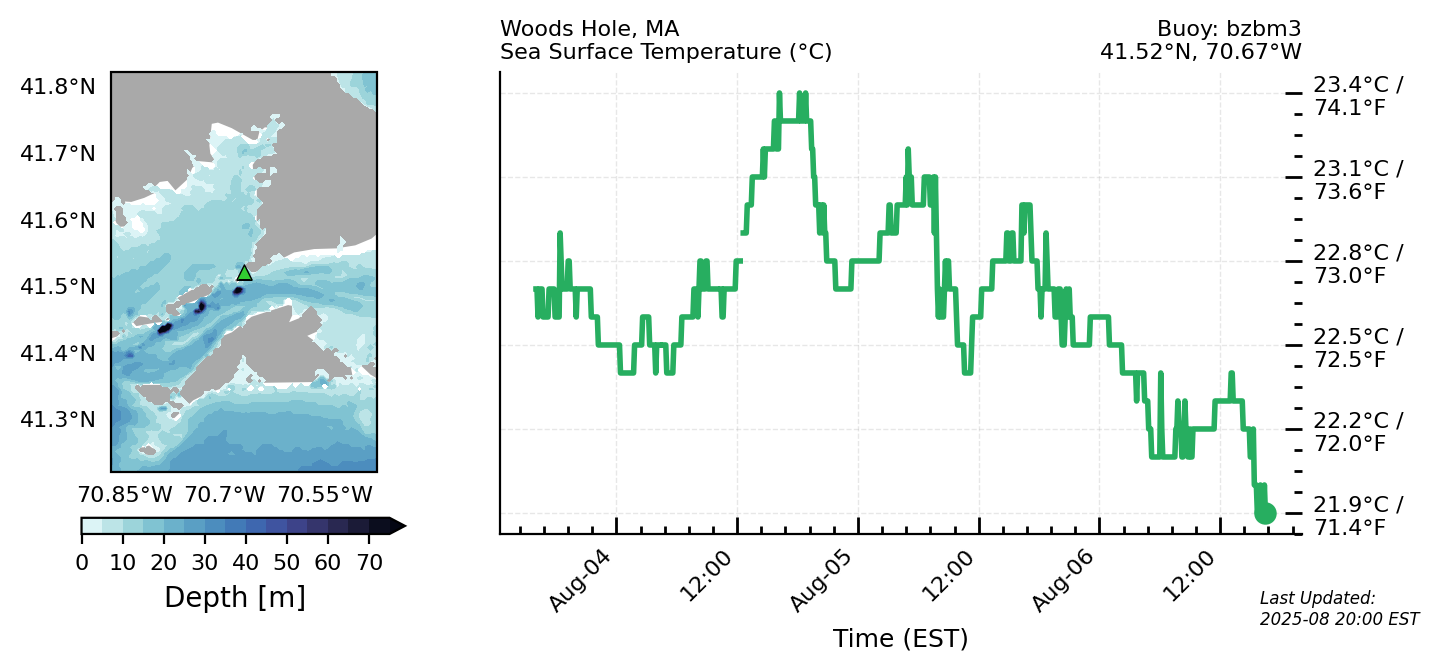 Woods Hole, MA
Sea Surface Temperature (°C)
Buoy: bzbm3
41.52°N, 70.67°W
41.8°N
41.7°N
41.6°N
41.5°N
41.4°N
41.3°N
70.85°W 70.7°W 70.55°W
0 10 20 30 40 50 60 70
Depth [m]
23.4°C /
74.1°F
23.1°C /
73.6°F
22.8°C /
73.0°F
22.5°C /
72.5°F
22.2°C /
72.0°F
21.9°C /
71.4°F
Aug-04 12:00 Aug-05 12:00 Aug-06 12:00
Time (EST)
Last Updated:
2025-08 20:00 EST